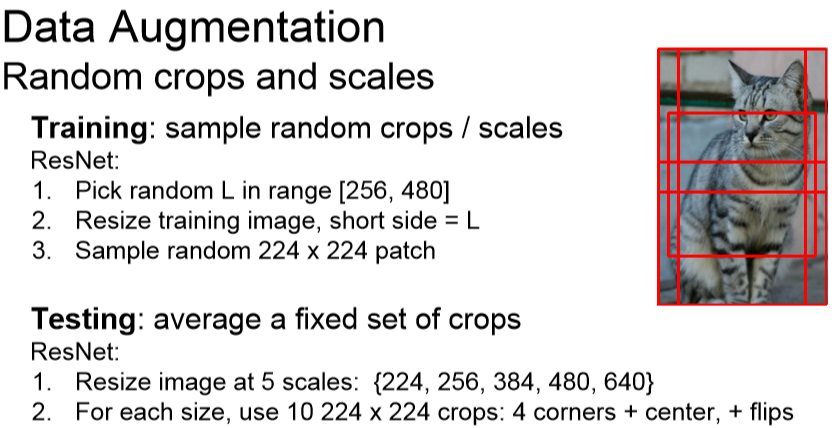 Data Augmentation
Random crops and scales
Training: sample random crops / scales
ResNet:
1. Pick random L in range [256, 480]
2. Resize training image, short side = L
3. Sample random 224 x 224 patch
Testing: average a fixed set of crops
ResNet:
1. Resize image at 5 scales: {224, 256, 384, 480, 640}
2. For each size, use 10 224 x 224 crops: 4 corners + center, + flips